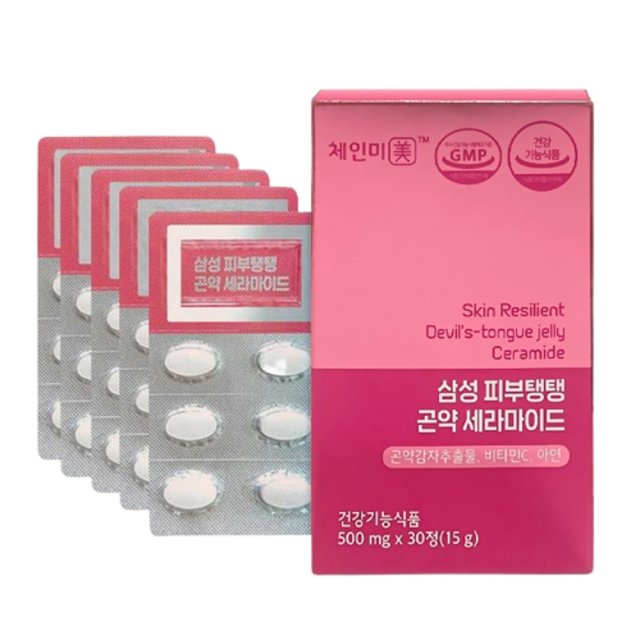 체인미 美 ™
GMP
건강
기능식품
삼성 피부탱탱
곤약 세라마이드
Skin Resilient
Devil's-tongue jelly
Ceramide
삼성 피부탱탱
곤약 세라마이드
곤약감자추출물, 비타민C, 아연
건강기능식품
500 mg x 30정(15 g)